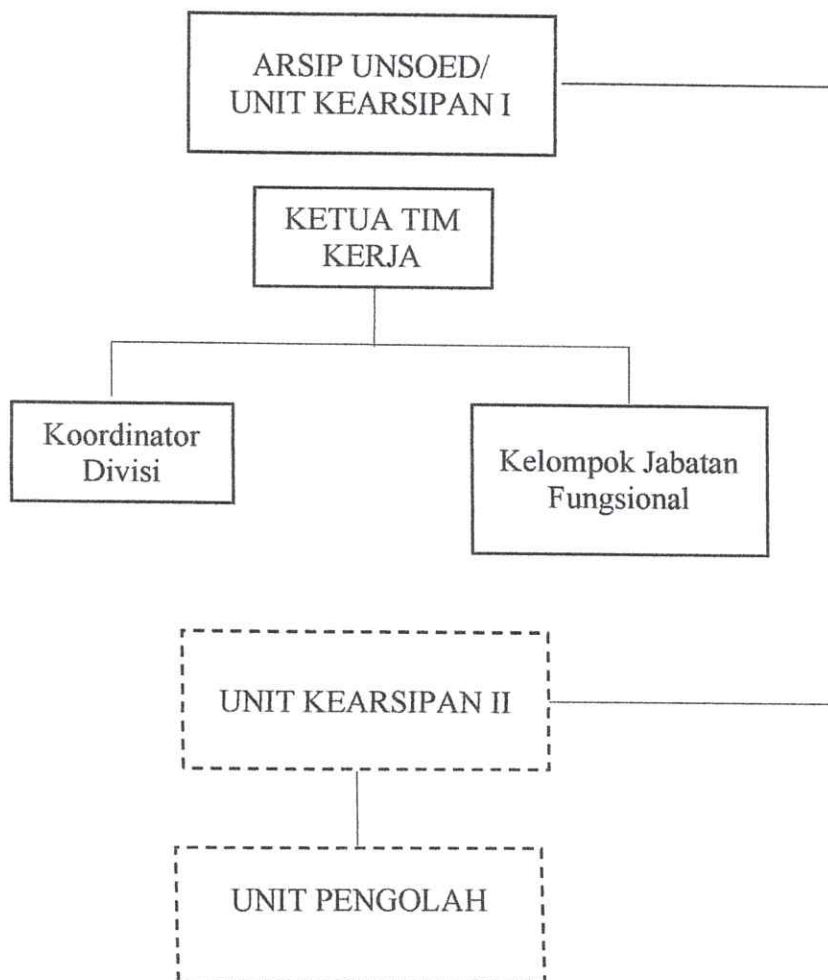 ARSIP UNSOED/
UNIT KEARSIPAN I
KETUA TIM
KERJA
Koordinator
Divisi
Kelompok Jabatan
Fungsional
UNIT KEARSIPAN II
UNIT PENGOLAH